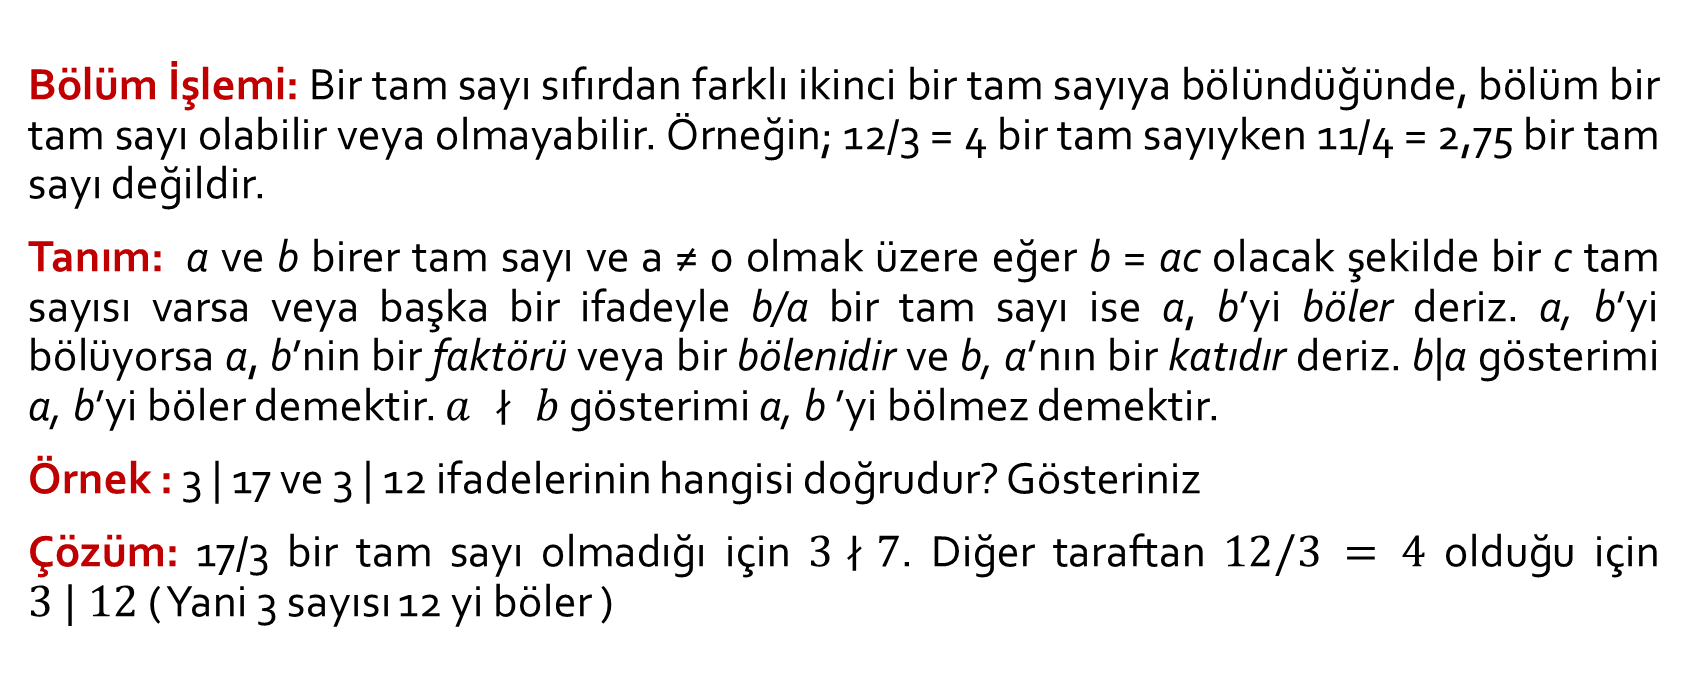 Bölüm İşlemi: Bir tam sayı sıfırdan farklı ikinci bir tam sayıya bölündüğünde, bölüm bir
tam sayı olabilir veya olmayabilir. Örneğin; 12/3 = 4 bir tam sayıyken 11/4 = 2,75 bir tam
sayı değildir.
Tanım: a ve b birer tam sayı ve a ≠ 0 olmak üzere eğer b = ac olacak şekilde bir c tam
sayısı varsa veya başka bir ifadeyle b/a bir tam sayı ise a, b'yi böler deriz. a, b'yi
bölüyorsa a, b'nin bir faktörü veya bir bölenidir ve b, a'nın bir katıdır deriz. b|a gösterimi
a, b'yi böler demektir. a ∤ b gösterimi a, b 'yi bölmez demektir.
Örnek : 3 | 17 ve 3 | 12 ifadelerinin hangisi doğrudur? Gösteriniz
Çözüm: 17/3 bir tam sayı olmadığı için 3 ∤ 7. Diğer taraftan 12/3 = 4 olduğu için
3 | 12 ( Yani 3 sayısı 12 yi böler )